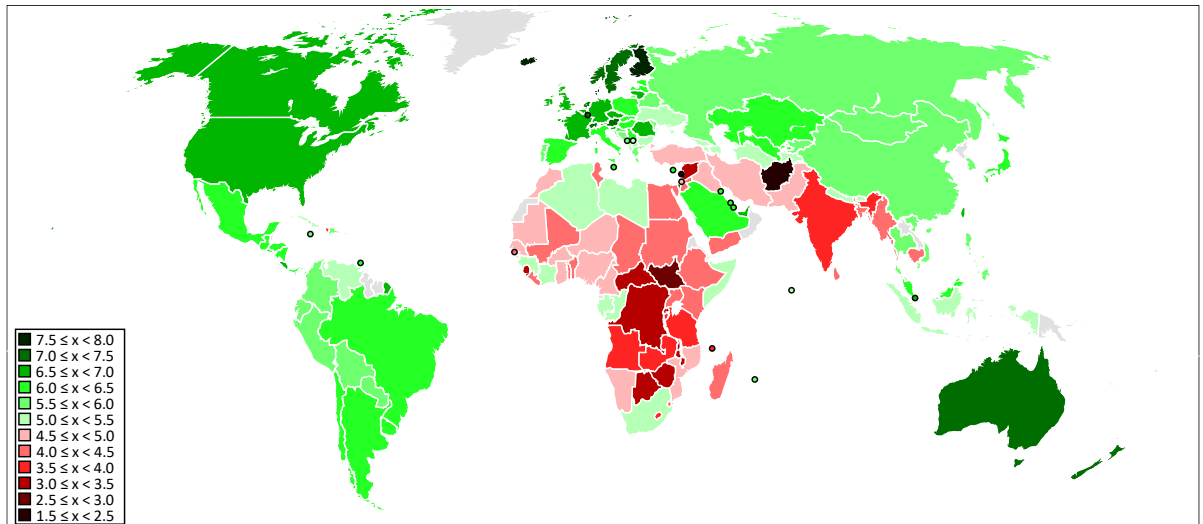 7.5 ≤ x < 8.0
7.0 ≤ x < 7.5
6.5 ≤ x < 7.0
6.0 ≤ x < 6.5
5.5 ≤ x < 6.0
5.0 ≤ x < 5.5
4.5 ≤ x < 5.0
4.0 ≤ x < 4.5
3.5 ≤ x < 4.0
3.0 ≤ x < 3.5
2.5 ≤ x < 3.0
1.5 ≤ x < 2.5